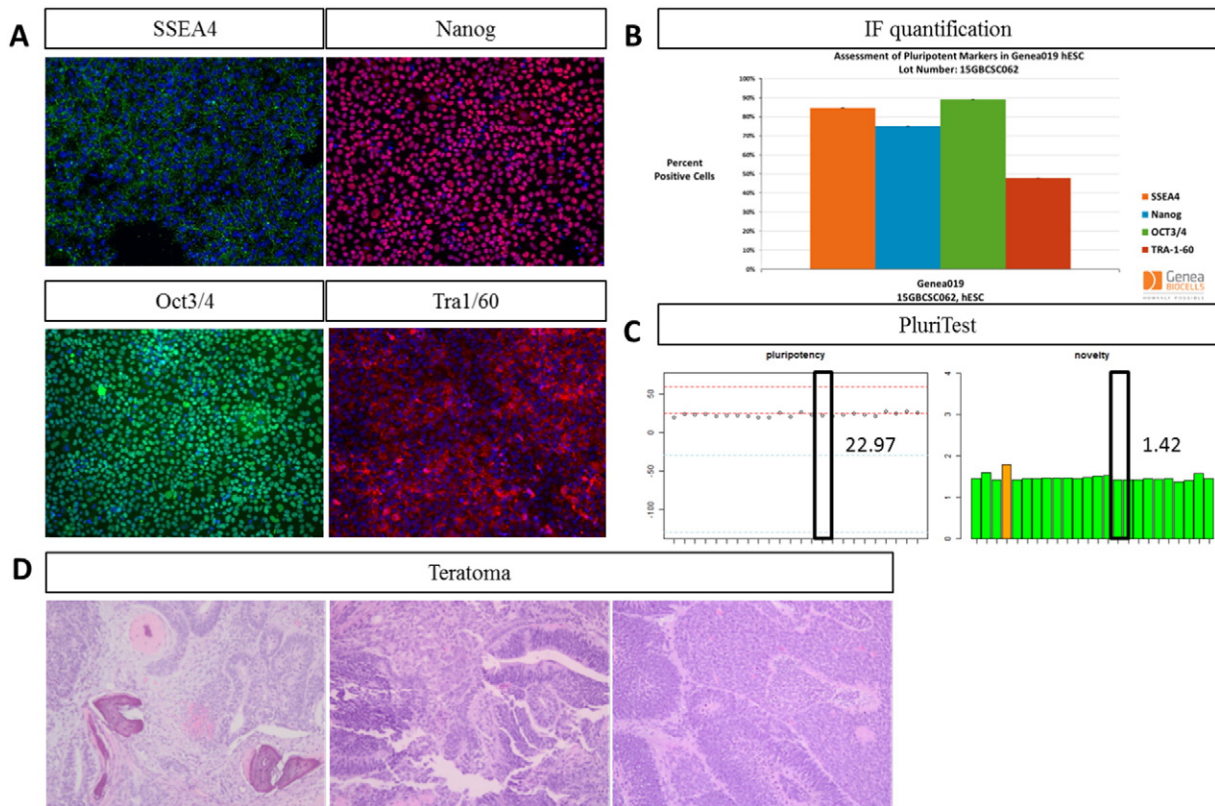 A
SSEA4
Nanog
Oct3/4
Tra1/60
B
IF quantification
Assessment of Pluripotent Markers in Genea019 hESC
Lot Number: 15GBCSC062
100%
90%
80%
70%
60%
50%
40%
30%
20%
10%
0%
Percent
Positive Cells
SSEA4
Nanog
OCT3/4
TRA-1-60
Genea019
15GBCSC062, hESC
Genea
BIOCELLS
HUMANLY POSSIBLE
C
PluriTest
pluripotency
50
0
-50
-100
22.97
novelty
4
3
2
1
0
1.42
D
Teratoma